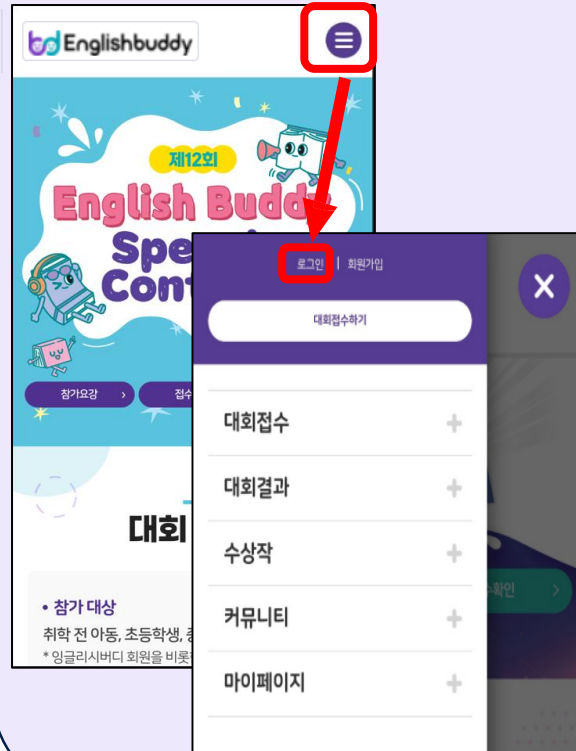 Englishbuddy
제12회
English Buddy
Spe
Con
참가요강 >
접수
대회
• 참가 대상
취학 전 아동, 초등학생,
* 잉글리시버디 회원을 비롯
로그인 | 회원가입
X
대회접수하기
대회접수 +
대회결과 +
수상작 +
커뮤니티 +
마이페이지 +
수확인 >